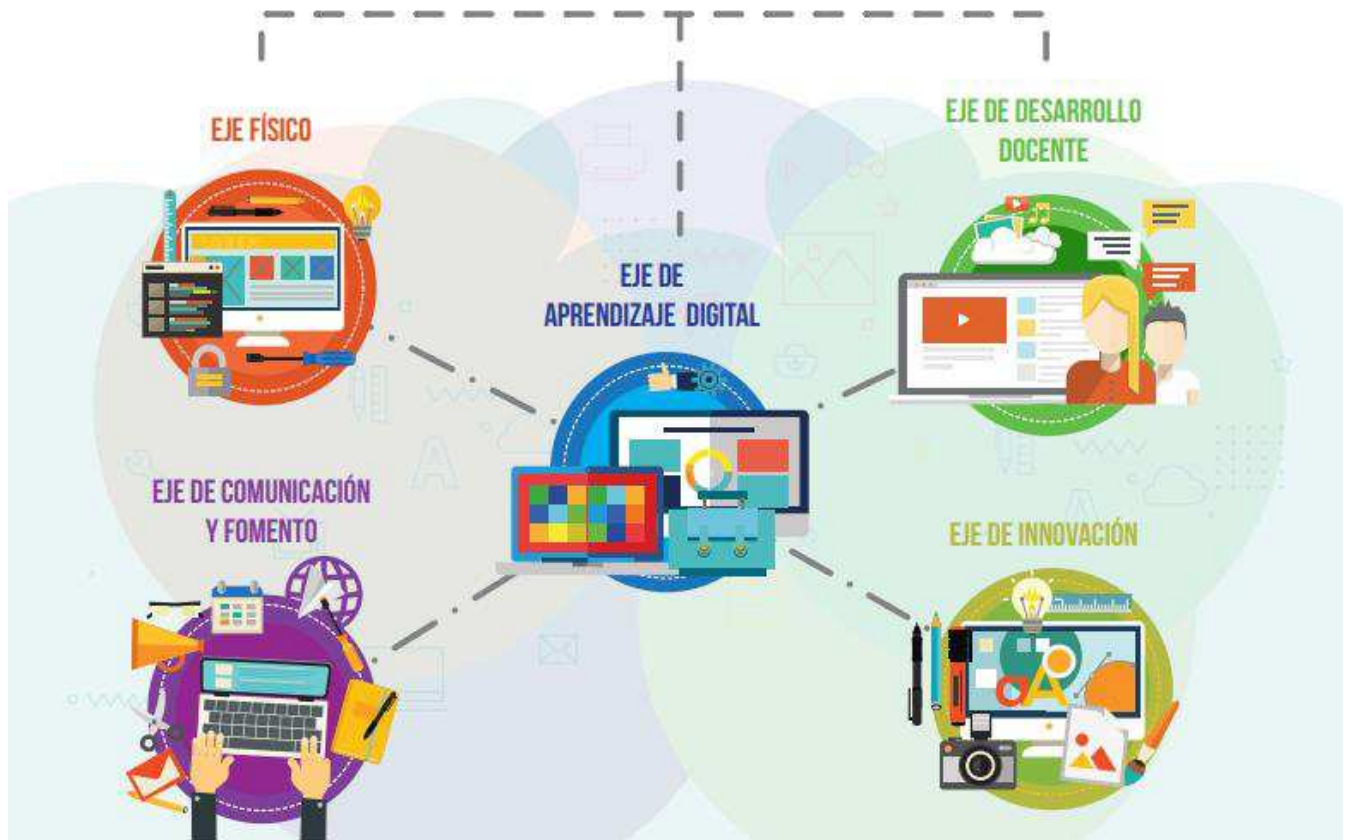 EJE FÍSICO
EJE DE DESARROLLO
DOCENTE
EJE DE
APRENDIZAJE DIGITAL
EJE DE COMUNICACIÓN
Y FOMENTO
EJE DE INNOVACIÓN